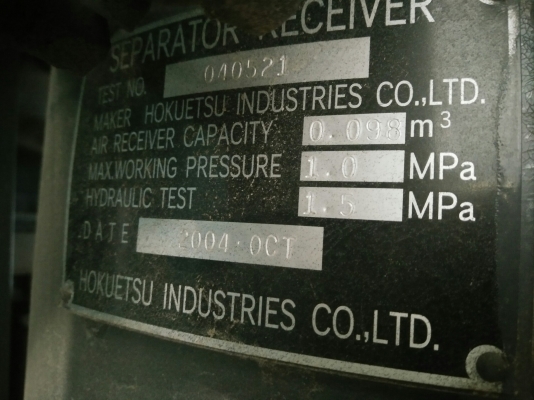 SEPARATOR RECEIVER
TEST NO. 040521
MAKER HOKUETSU INDUSTRIES CO.,LTD.
AIR RECEIVER CAPACITY 0.098 m³
MAX.WORKING PRESSURE 1.0 MPa
HYDRAULIC TEST 1.5 MPa
DATE 2004·OCT
HOKUETSU INDUSTRIES CO.,LTD.